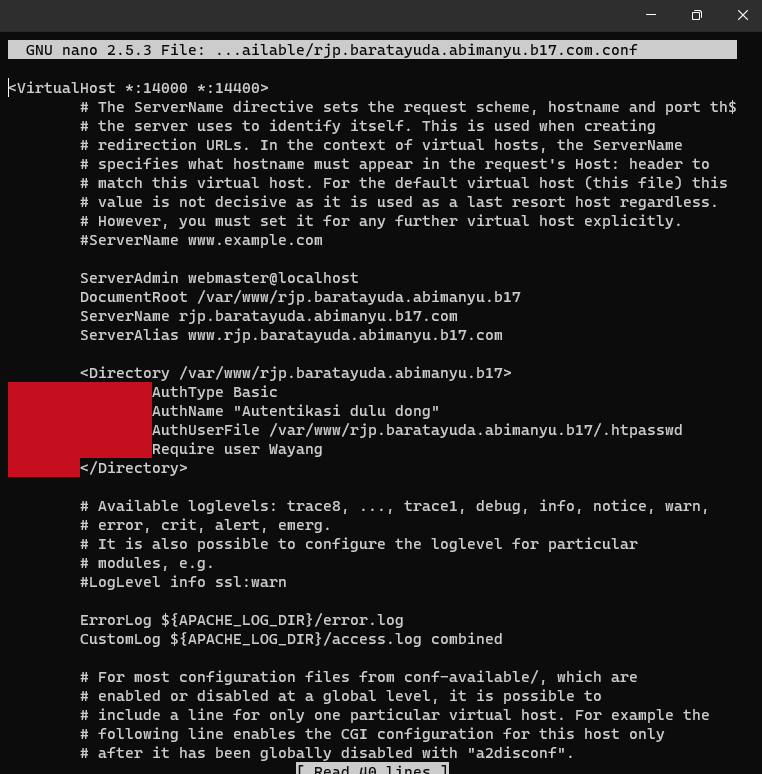 GNU nano 2.5.3 File: ...ailable/rjp.baratayuda.abimanyu.b17.com.conf
<VirtualHost *:14000 *:14400>
# The ServerName directive sets the request scheme, hostname and port th$
# the server uses to identify itself. This is used when creating
# redirection URLs. In the context of virtual hosts, the ServerName
# specifies what hostname must appear in the request's Host: header to
# match this virtual host. For the default virtual host (this file) this
# value is not decisive as it is used as a last resort host regardless.
# However, you must set it for any further virtual host explicitly.
#ServerName www.example.com
ServerAdmin webmaster@localhost
DocumentRoot /var/www/rjp.baratayuda.abimanyu.b17
ServerName rjp.baratayuda.abimanyu.b17.com
ServerAlias www.rjp.baratayuda.abimanyu.b17.com
<Directory /var/www/rjp.baratayuda.abimanyu.b17>
AuthType Basic
AuthName "Autentikasi dulu dong"
AuthUserFile /var/www/rjp.baratayuda.abimanyu.b17/.htpasswd
Require user Wayang
</Directory>
# Available loglevels: trace8, ..., trace1, debug, info, notice, warn,
# error, crit, alert, emerg.
# It is also possible to configure the loglevel for particular
# modules, e.g.
#LogLevel info ssl:warn
ErrorLog ${APACHE_LOG_DIR}/error.log
CustomLog ${APACHE_LOG_DIR}/access.log combined
# For most configuration files from conf-available/, which are
# enabled or disabled at a global level, it is possible to
# include a line for only one particular virtual host. For example the
# following line enables the CGI configuration for this host only
# after it has been globally disabled with "a2disconf".
[ Read 40 lines ]